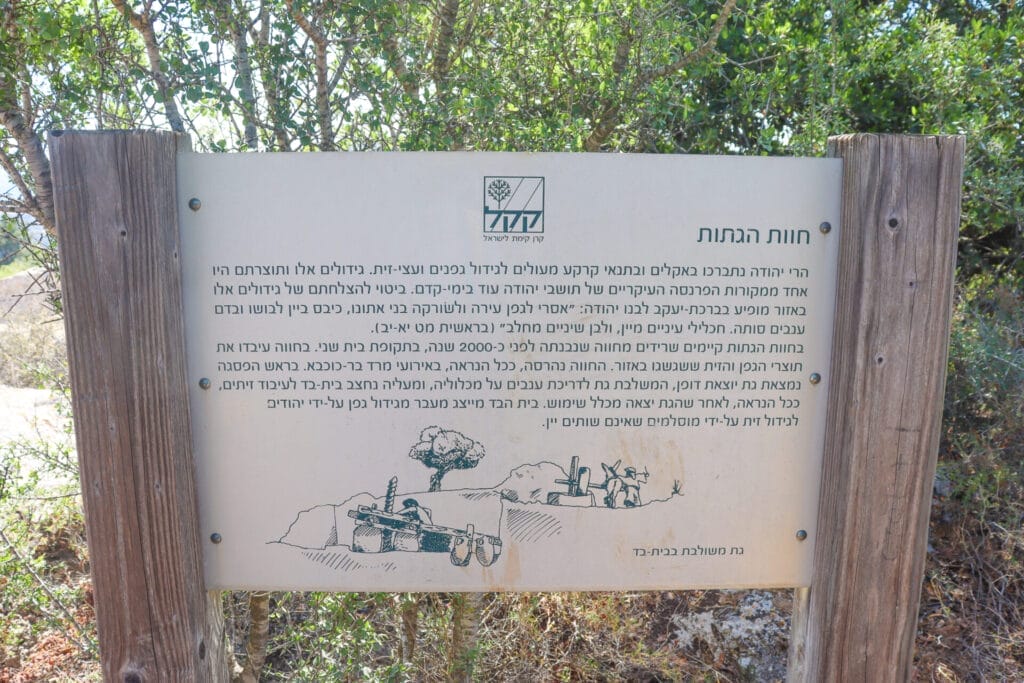 קקל
קרן קימת לישראל
חוות הגתות
הרי יהודה נתברכו באקלים ובתנאי קרקע מעולים לגידול גפנים ועצי-זית. גידולים אלו ותוצרתם היו
אחד ממקורות הפרנסה העיקריים של תושבי יהודה עוד בימי-קדם. ביטוי להצלחתם של גידולים אלו
באזור מופיע בברכת-יעקב לבנו יהודה: "אסרי לגפן עירה ולשורקה בני אתונו, כיבס ביין לבושו ובדם
ענבים סותה. חכלילי עיניים מיין, ולבן שיניים מחלב" (בראשית מט יא-יב).
בחוות הגתות קיימים שרידים מחווה שנבנתה לפני כ-2000 שנה, בתקופת בית שני. בחווה עיבדו את
תוצרי הגפן והזית ששגשגו באזור. החווה נהרסה, ככל הנראה, באירועי מרד בר-כוכבא. בראש הפסגה
נמצאת גת יוצאת דופן, המשלבת גת לדריכת ענבים על מכלוליה, ומעליה נחצב בית-בד לעיבוד זיתים,
ככל הנראה, לאחר שהגת יצאה מכלל שימוש. בית הבד מייצג מעבר מגידול גפן על-ידי יהודים
לגידול זית על-ידי מוסלמים שאינם שותים יין.
גת משולבת בבית-בד